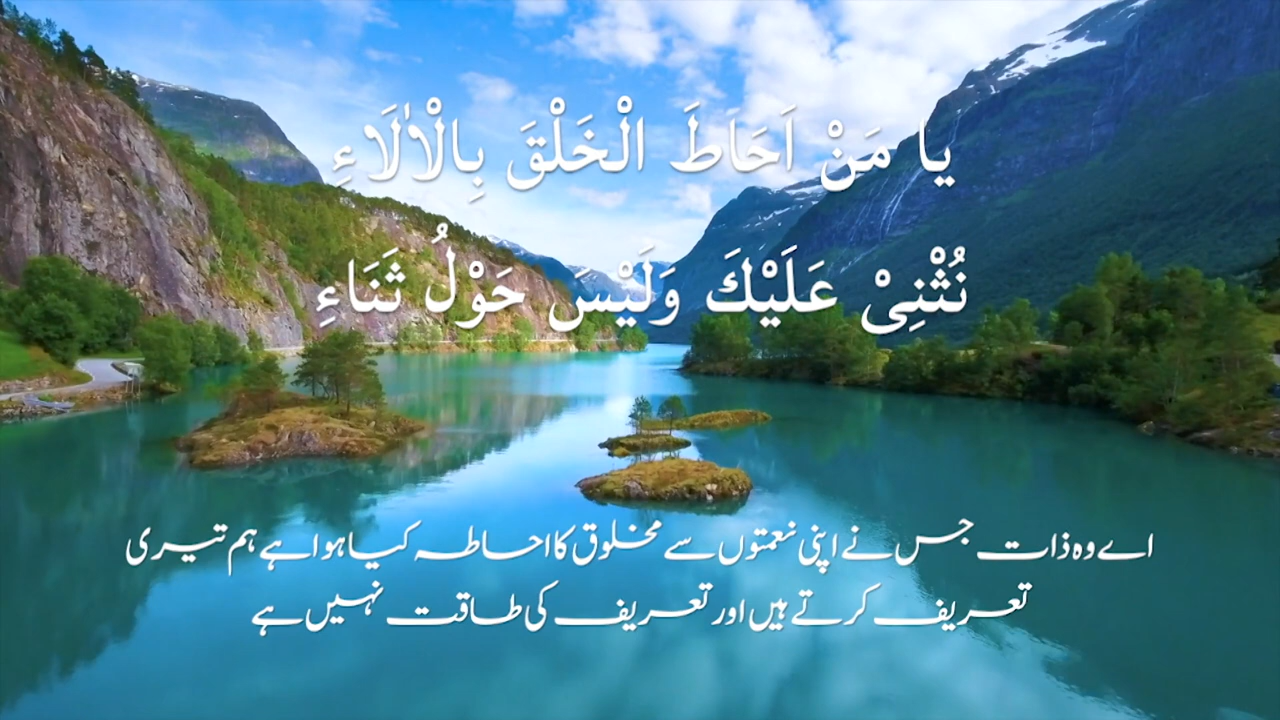 يا مَنْ اَحَاطَ الْخَلْقَ بِالْاٰلَاءِ
نُثْنِىْ عَلَيْكَ وَلَيْسَ حَوْلُ ثَنَاءِ
اے وہ ذات جس نے اپنی نعمتوں سے مخلوق کا احاطہ کیا ہوا ہے ہم تیری
تعریف کرتے ہیں اور تعریف کی طاقت نہیں ہے